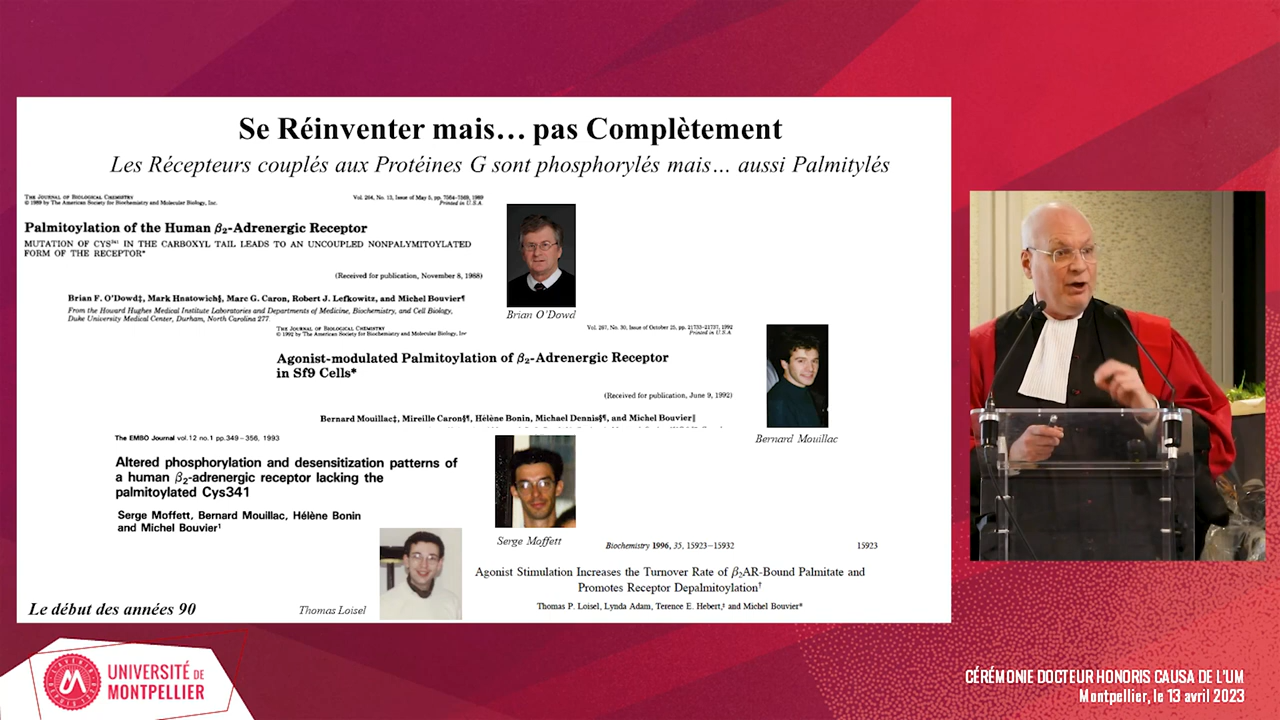 Se Réinventer mais… pas Complètement
Les Récepteurs couplés aux Protéines G sont phosphorylés mais… aussi Palmitylés
THE JOURNAL OF BIOLOGICAL CHEMISTRY
© 1989 by The American Society for Biochemistry and Molecular Biology, Inc.
Vol. 264, No. 13, Issue of May 5, pp. 7564-7569, 1989
Printed in U.S.A.
Palmitoylation of the Human β₂-Adrenergic Receptor
MUTATION OF CYS³⁴¹ IN THE CARBOXYL TAIL LEADS TO AN UNCOUPLED NONPALMITOYLATED
FORM OF THE RECEPTOR*
(Received for publication, November 8, 1988)
Brian F. O'Dowd‡, Mark Hnatowich§, Marc G. Caron, Robert J. Lefkowitz, and Michel Bouvier¶
From the Howard Hughes Medical Institute Laboratories and Departments of Medicine, Biochemistry, and Cell Biology,
Duke University Medical Center, Durham, North Carolina 277
Brian O'Dowd
THE JOURNAL OF BIOLOGICAL CHEMISTRY
© 1992 by The American Society for Biochemistry and Molecular Biology, Inc
Vol. 267, No. 30, Issue of October 25, pp. 21733-21737, 1992
Printed in U.S.A.
Agonist-modulated Palmitoylation of β₂-Adrenergic Receptor
in Sf9 Cells*
(Received for publication, June 9, 1992)
Bernard Mouillac‡, Mireille Caron§¶, Hélène Bonin, Michael Dennis§¶, and Michel Bouvier‖
Bernard Mouillac
The EMBO Journal vol.12 no.1 pp.349–356, 1993
Altered phosphorylation and desensitization patterns of
a human β₂-adrenergic receptor lacking the
palmitoylated Cys341
Serge Moffett, Bernard Mouillac, Hélène Bonin
and Michel Bouvier¹
Serge Moffett
Biochemistry 1996, 35, 15923–15932
15923
Agonist Stimulation Increases the Turnover Rate of β₂AR-Bound Palmitate and
Promotes Receptor Depalmitoylation†
Thomas P. Loisel, Lynda Adam, Terence E. Hebert,‡ and Michel Bouvier*
Le début des années 90
Thomas Loisel
UNIVERSITÉ DE
MONTPELLIER
CÉRÉMONIE DOCTEUR HONORIS CAUSA DE L'UM
Montpellier, le 13 avril 2023